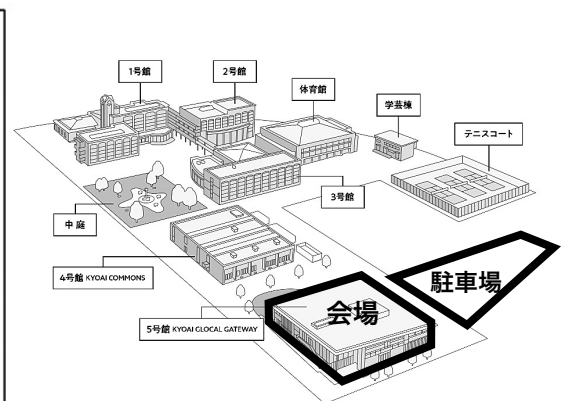 1号館
2号館
体育館
学芸棟
テニスコート
3号館
中庭
4号館 KYOAI COMMONS
駐車場
会場
5号館 KYOAI GLOCAL GATEWAY